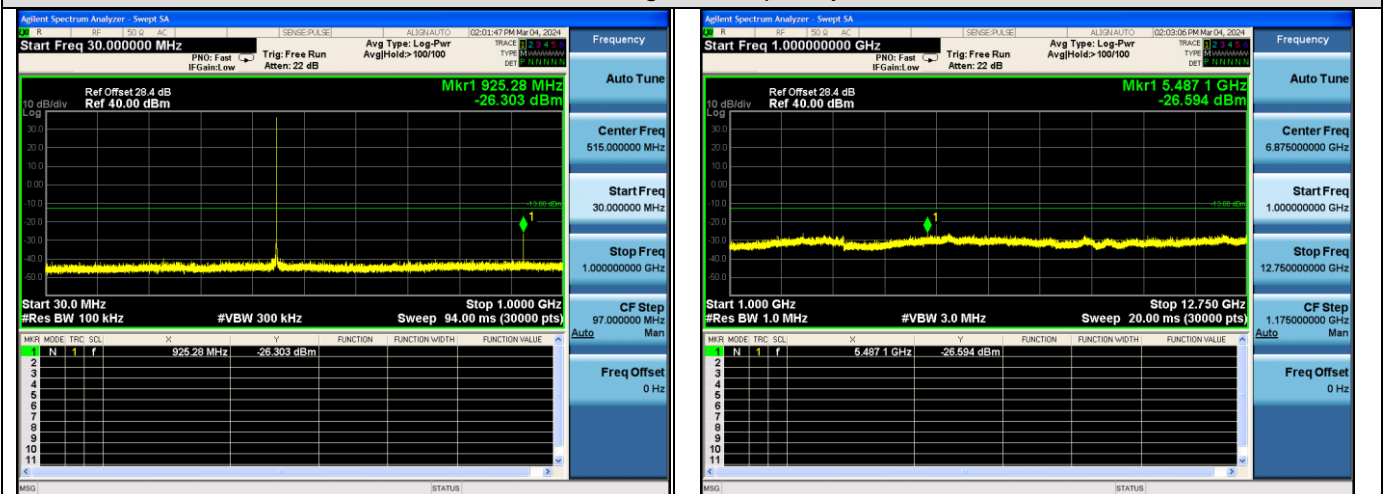 Agilent Spectrum Analyzer - Swept SA
R RF 50 Ω AC SENSE:PULSE ALIGN AUTO 02:01:47 PM Mar 04, 2024
Start Freq 30.000000 MHz
PNO: Fast
IFGain:Low
Trig: Free Run
Atten: 22 dB
Avg Type: Log-Pwr
Avg|Hold:>100/100
TRACE 1 2 3 4 5 6
TYPE M
DET P N N N N N
Ref Offset 28.4 dB
10 dB/div Ref 40.00 dBm
Log
Mkr1 925.28 MHz
-26.303 dBm
30.0
20.0
10.0
0.00
-10.0
-13.00 dBm
-20.0
1
-30.0
-40.0
-50.0
Start 30.0 MHz Stop 1.0000 GHz
#Res BW 100 kHz #VBW 300 kHz Sweep 94.00 ms (30000 pts)
MKR MODE TRC SCL X Y FUNCTION FUNCTION WIDTH FUNCTION VALUE
1 N 1 f 925.28 MHz -26.303 dBm
2
3
4
5
6
7
8
9
10
11
MSG STATUS
Frequency
Auto Tune
Center Freq
515.000000 MHz
Start Freq
30.000000 MHz
Stop Freq
1.000000000 GHz
CF Step
97.000000 MHz
Auto Man
Freq Offset
0 Hz
Agilent Spectrum Analyzer - Swept SA
R RF 50 Ω AC SENSE:PULSE ALIGN AUTO 02:03:06 PM Mar 04, 2024
Start Freq 1.000000000 GHz
PNO: Fast
IFGain:Low
Trig: Free Run
Atten: 22 dB
Avg Type: Log-Pwr
Avg|Hold:>100/100
TRACE 1 2 3 4 5 6
TYPE M
DET P N N N N N
Ref Offset 28.4 dB
10 dB/div Ref 40.00 dBm
Log
Mkr1 5.487 1 GHz
-26.594 dBm
30.0
20.0
10.0
0.00
-10.0
-13.00 dBm
-20.0
1
-30.0
-40.0
-50.0
Start 1.000 GHz Stop 12.750 GHz
#Res BW 1.0 MHz #VBW 3.0 MHz Sweep 20.00 ms (30000 pts)
MKR MODE TRC SCL X Y FUNCTION FUNCTION WIDTH FUNCTION VALUE
1 N 1 f 5.487 1 GHz -26.594 dBm
2
3
4
5
6
7
8
9
10
11
MSG STATUS
Frequency
Auto Tune
Center Freq
6.875000000 GHz
Start Freq
1.000000000 GHz
Stop Freq
12.750000000 GHz
CF Step
1.175000000 GHz
Auto Man
Freq Offset
0 Hz